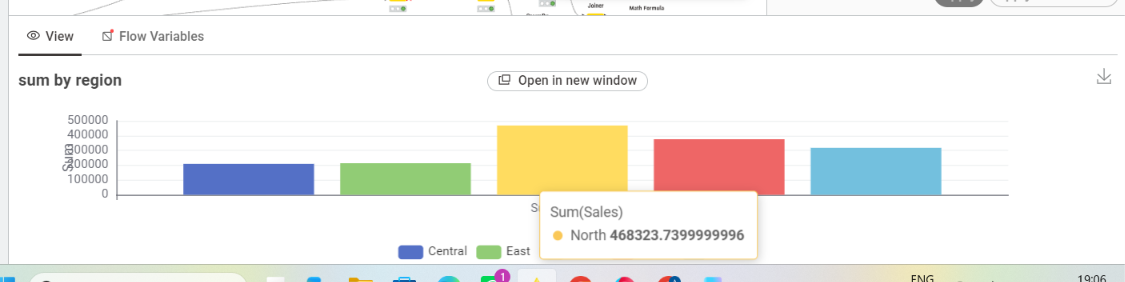 Joiner
Math Formula
View
Flow Variables
sum by region
Open in new window
500000
400000
300000
200000
100000
0
Sum
Sum(Sales)
North 468323.7399999996
Central
East
1
ENG
19:06